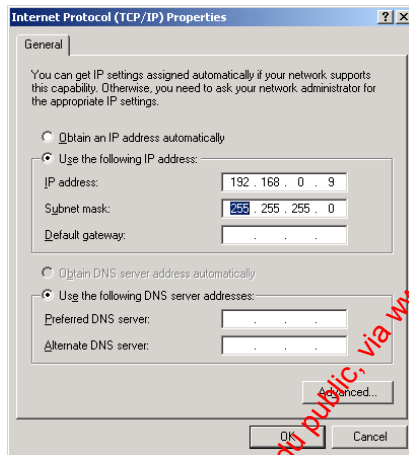 Internet Protocol (TCP/IP) Properties
General
You can get IP settings assigned automatically if your network supports
this capability. Otherwise, you need to ask your network administrator for
the appropriate IP settings.
Obtain an IP address automatically
Use the following IP address:
IP address: 192 . 168 . 0 . 9
Subnet mask: 255 . 255 . 255 . 0
Default gateway: . . .
Obtain DNS server address automatically
Use the following DNS server addresses:
Preferred DNS server: . . .
Alternate DNS server: . . .
Advanced...
OK Cancel
public, via